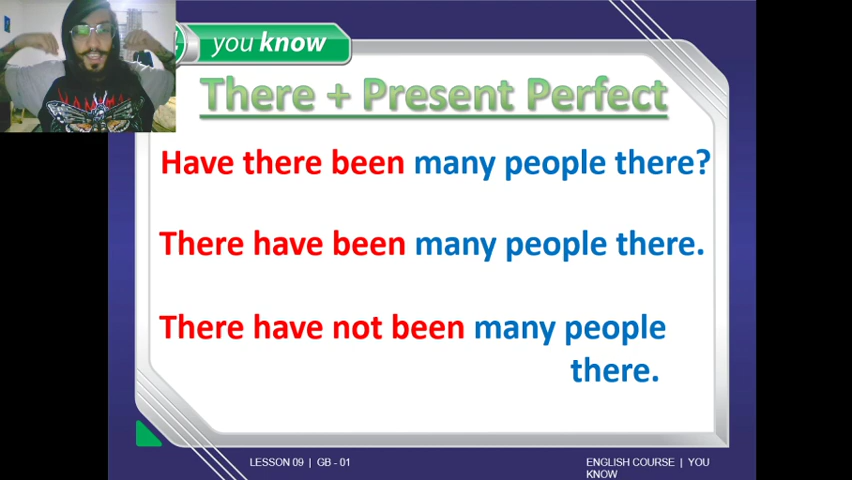 you know
There + Present Perfect
Have there been many people there?
There have been many people there.
There have not been many people
there.
LESSON 09 | GB - 01
ENGLISH COURSE | YOU
KNOW